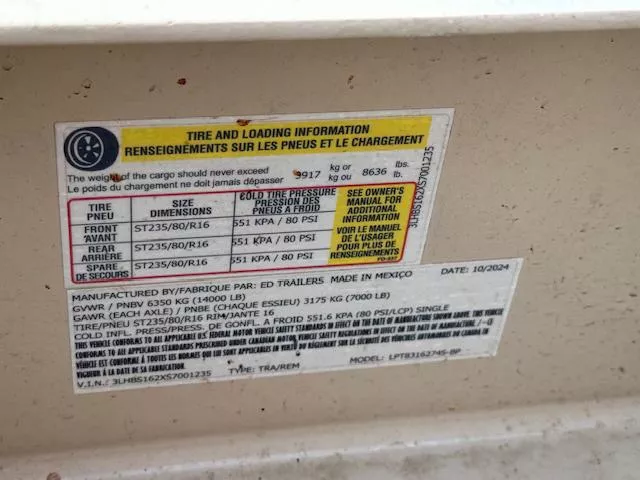 TIRE AND LOADING INFORMATION
RENSEIGNÉMENTS SUR LES PNEUS ET LE CHARGEMENT
The weight of the cargo should never exceed 3917 kg or 8636 lbs.
Le poids du chargement ne doit jamais dépasser kg ou lb.
TIRE PNEU
SIZE DIMENSIONS
COLD TIRE PRESSURE PRESSION DES PNEUS A FROID
FRONT AVANT
ST235/80/R16
551 KPA / 80 PSI
REAR ARRIÈRE
ST235/80/R16
551 KPA / 80 PSI
SPARE DE SECOURS
ST235/80/R16
551 KPA / 80 PSI
SEE OWNER'S
MANUAL FOR
ADDITIONAL
INFORMATION
VOIR LE MANUEL
DE L'USAGER
POUR PLUS DE
RENSEIGNEMENTS
3LHBS162XS7001235
MANUFACTURED BY/FABRIQUE PAR: ED TRAILERS MADE IN MEXICO DATE: 10/2024
GVWR / PNBV 6350 KG (14000 LB)
GAWR (EACH AXLE) / PNBE (CHAQUE ESSIEU) 3175 KG (7000 LB)
TIRE/PNEU ST235/80/R16 RIM/JANTE 16
COLD INFL. PRESS/PRESS. DE GONFL. A FROID 551.6 KPA (80 PSI/LCP) SINGLE
V.I.N.: 3LHBS162XS7001235 TYPE: TRA/REM MODEL: LPTB3162745-BP